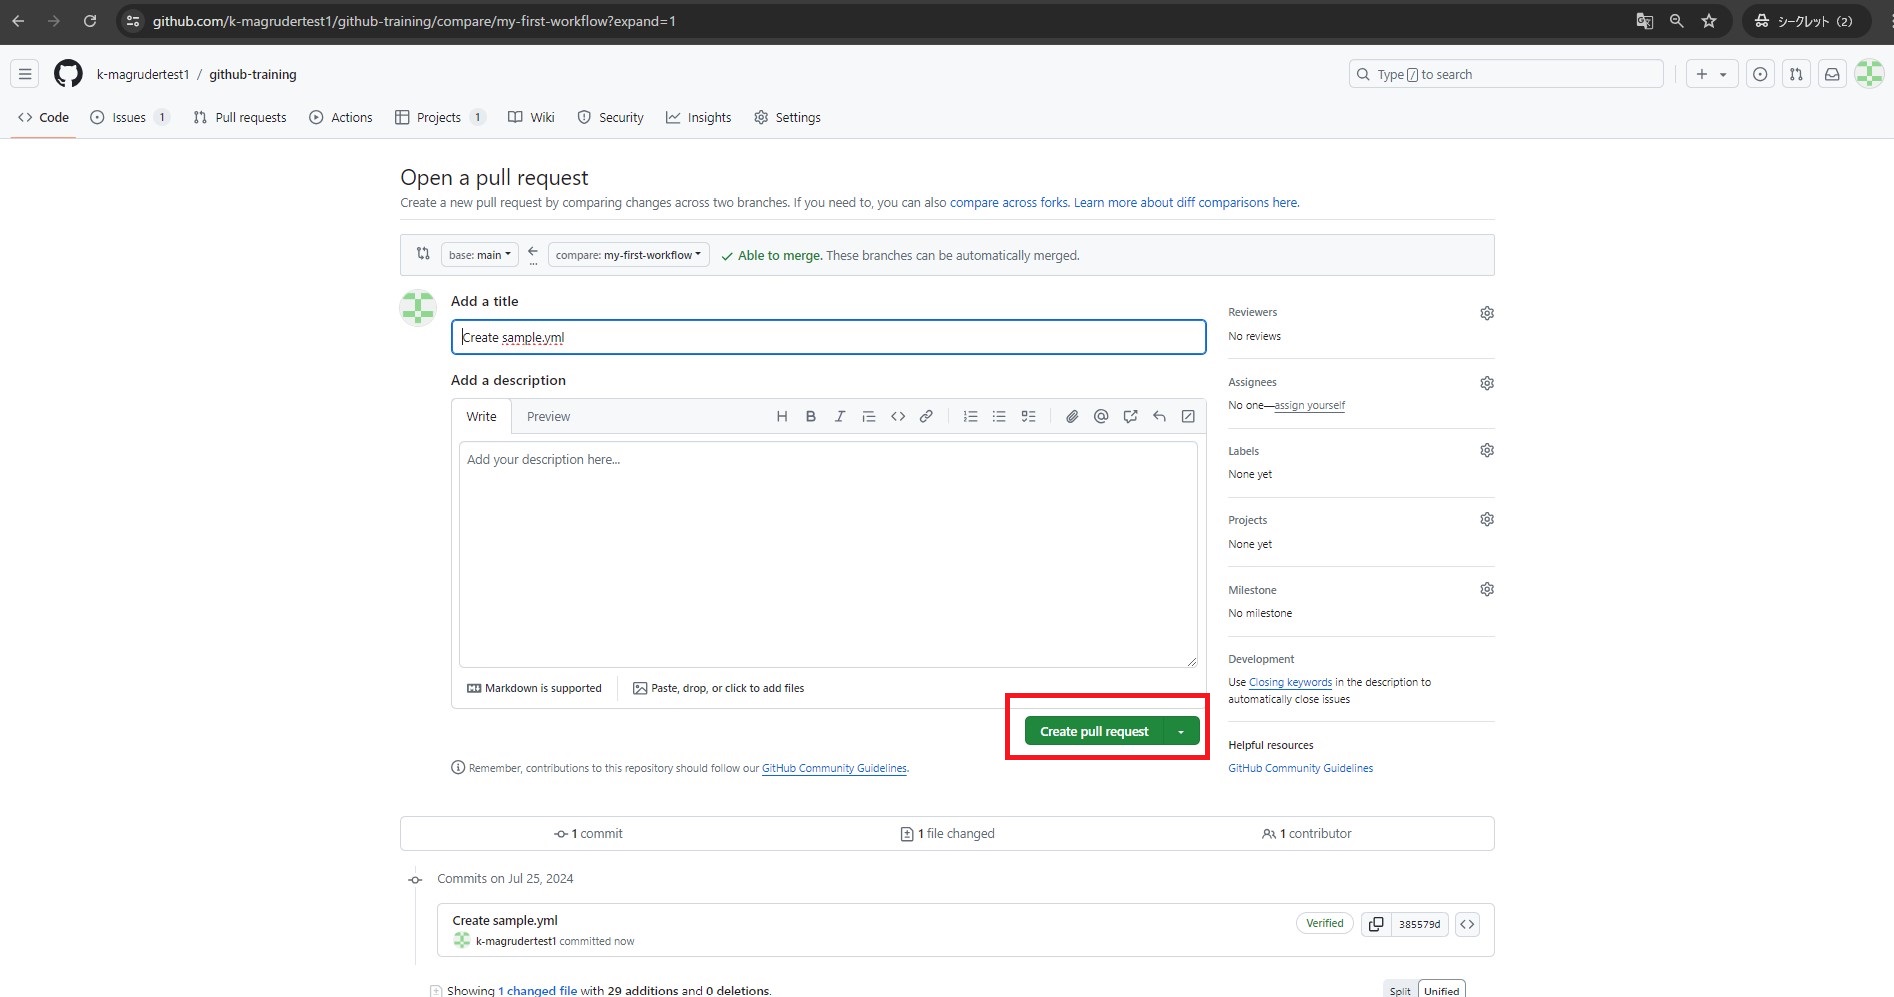 github.com/k-magrudertest1/github-training/compare/my-first-workflow?expand=1
シークレット (2)
k-magrudertest1 / github-training
Type / to search
Code
Issues 1
Pull requests
Actions
Projects 1
Wiki
Security
Insights
Settings
Open a pull request
Create a new pull request by comparing changes across two branches. If you need to, you can also compare across forks. Learn more about diff comparisons here.
base: main
compare: my-first-workflow
Able to merge. These branches can be automatically merged.
Add a title
Create sample.yml
Add a description
Write
Preview
Add your description here...
Markdown is supported
Paste, drop, or click to add files
Create pull request
Remember, contributions to this repository should follow our GitHub Community Guidelines.
Reviewers
No reviews
Assignees
No one—assign yourself
Labels
None yet
Projects
None yet
Milestone
No milestone
Development
Use Closing keywords in the description to
automatically close issues
Helpful resources
GitHub Community Guidelines
1 commit
1 file changed
1 contributor
Commits on Jul 25, 2024
Create sample.yml
k-magrudertest1 committed now
Verified
385579d
Showing 1 changed file with 29 additions and 0 deletions.
Split
Unified